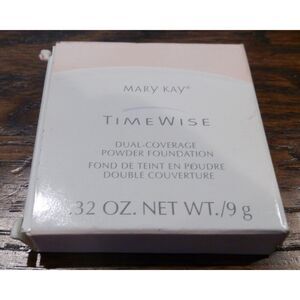 MARY KAY®
TIMEWISE
DUAL-COVERAGE
POWDER FOUNDATION
FOND DE TEINT EN POUDRE
DOUBLE COUVERTURE
.32 OZ. NET WT./9 g